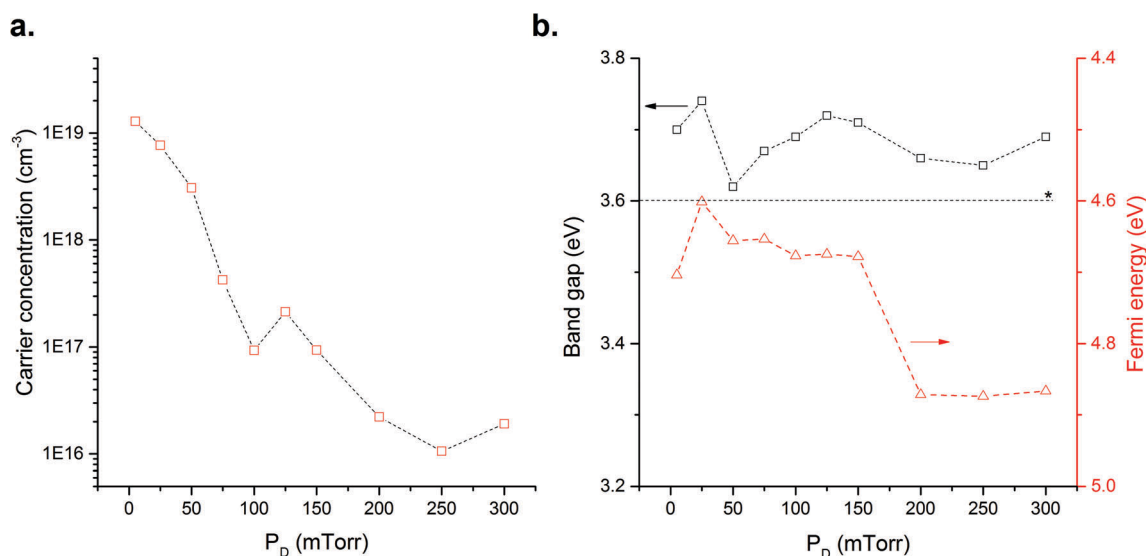 a.
Carrier concentration (cm-3)
1E19
1E18
1E17
1E16
0 50 100 150 200 250 300
PD (mTorr)
b.
Band gap (eV)
3.8
3.6
3.4
3.2
*
4.4
4.6
4.8
5.0
Fermi energy (eV)
0 50 100 150 200 250 300
PD (mTorr)